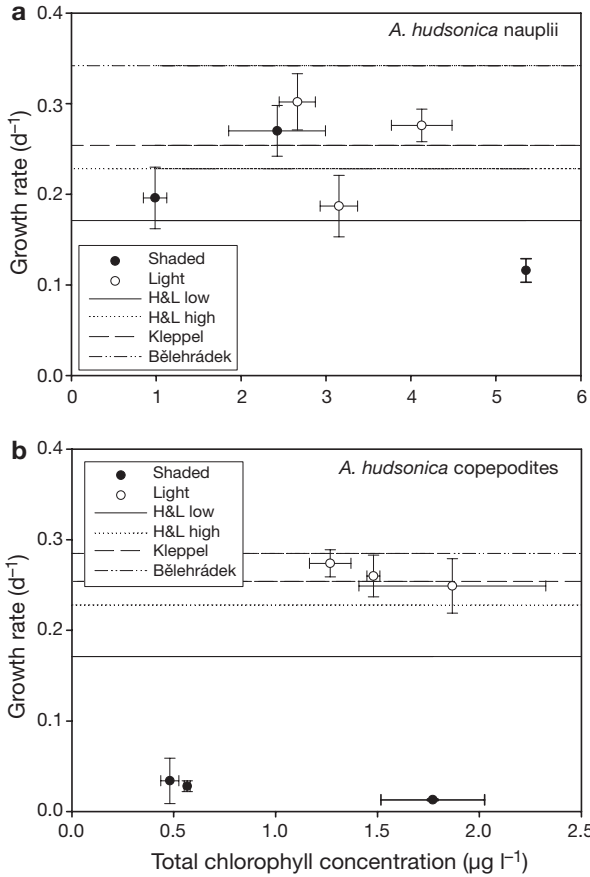 a
A. hudsonica nauplii
0.4
0.3
0.2
0.1
0.0
Growth rate (d–1)
Shaded
Light
H&L low
H&L high
Kleppel
Bělehrádek
0 1 2 3 4 5 6
b
A. hudsonica copepodites
0.4
0.3
0.2
0.1
0.0
Growth rate (d–1)
Shaded
Light
H&L low
H&L high
Kleppel
Bělehrádek
0.0 0.5 1.0 1.5 2.0 2.5
Total chlorophyll concentration (µg l–1)